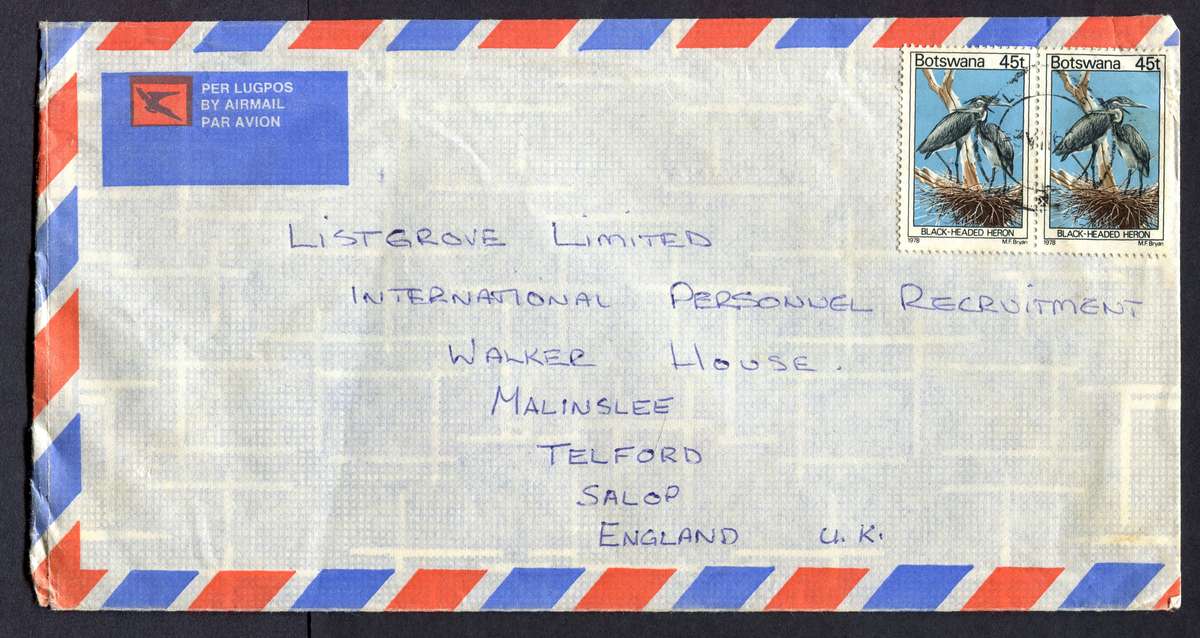 PER LUGPOS
BY AIRMAIL
PAR AVION
Botswana 45t
BLACK-HEADED HERON
1978 M.F. Bryan
Botswana 45t
BLACK-HEADED HERON
1978 M.F. Bryan
LISTGROVE LIMITED
INTERNATIONAL PERSONNEL RECRUITMENT
WALKER HOUSE.
MALINSLEE
TELFORD
SALOP
ENGLAND U.K.